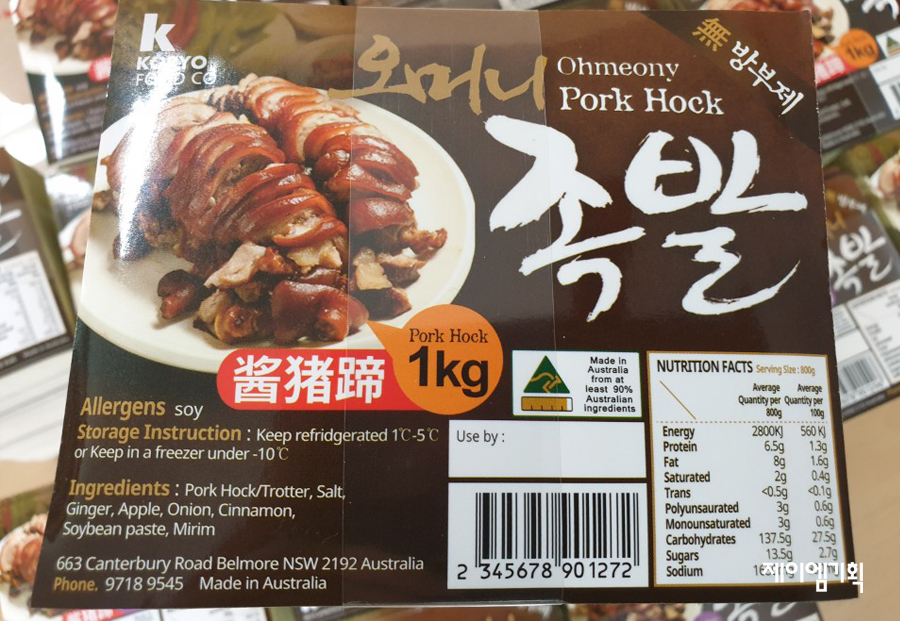 k
FOOD CO
오머니
Ohmeony
Pork Hock
無 방부제
족발
Pork Hock
1kg
酱猪蹄
Allergens soy
Storage Instruction : Keep refridgerated 1℃-5℃
or Keep in a freezer under -10℃
Ingredients : Pork Hock/Trotter, Salt,
Ginger, Apple, Onion, Cinnamon,
Soybean paste, Mirim
663 Canterbury Road Belmore NSW 2192 Australia
Phone. 9718 9545 Made in Australia
Made in
Australia
from at
least 90%
Australian
ingredients
Use by :
2 345678 901272
NUTRITION FACTS Serving Size : 800g
Average Quantity per 800g Average Quantity per 100g
Energy 2800KJ 560 KJ
Protein 6.5g 1.3g
Fat 8g 1.6g
Saturated 2g 0.4g
Trans <0.5g <0.1g
Polyunsaurated 3g 0.6g
Monounsaturated 3g 0.6g
Carbohydrates 137.5g 27.5g
Sugars 13.5g 2.7g
Sodium
제이엠기획
1kg
족발